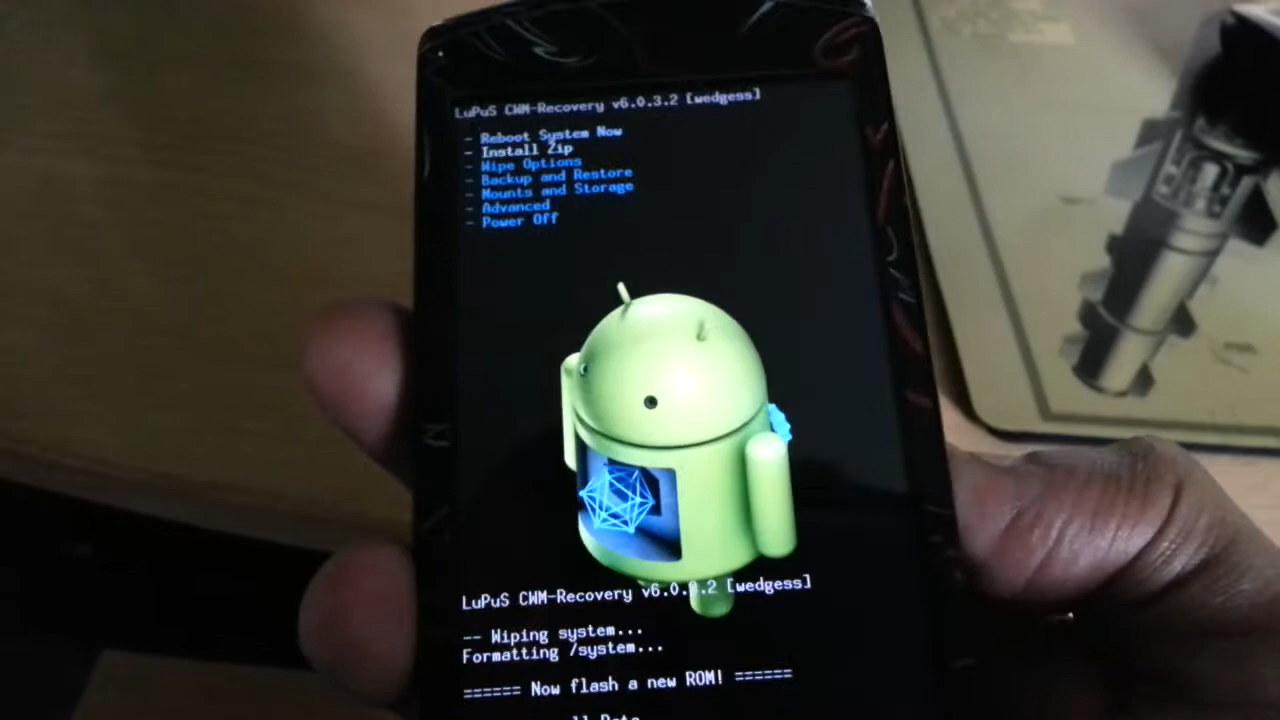 LuPuS CWM-Recovery v6.0.3.2 [wedgess]
- Reboot System Now
- Install Zip
- Wipe Options
- Backup and Restore
- Mounts and Storage
- Advanced
- Power Off
LuPuS CWM-Recovery v6.0.3.2 [wedgess]
-- Wiping system...
Formatting /system...
====== Now flash a new ROM! ======